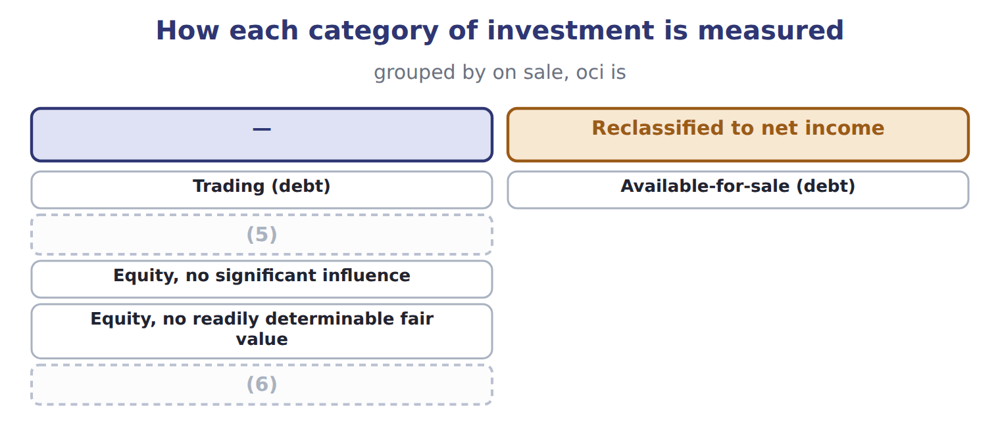 How each category of investment is measured
grouped by on sale, oci is
—
Reclassified to net income
Trading (debt)
Available-for-sale (debt)
(5)
Equity, no significant influence
Equity, no readily determinable fair
value
(6)